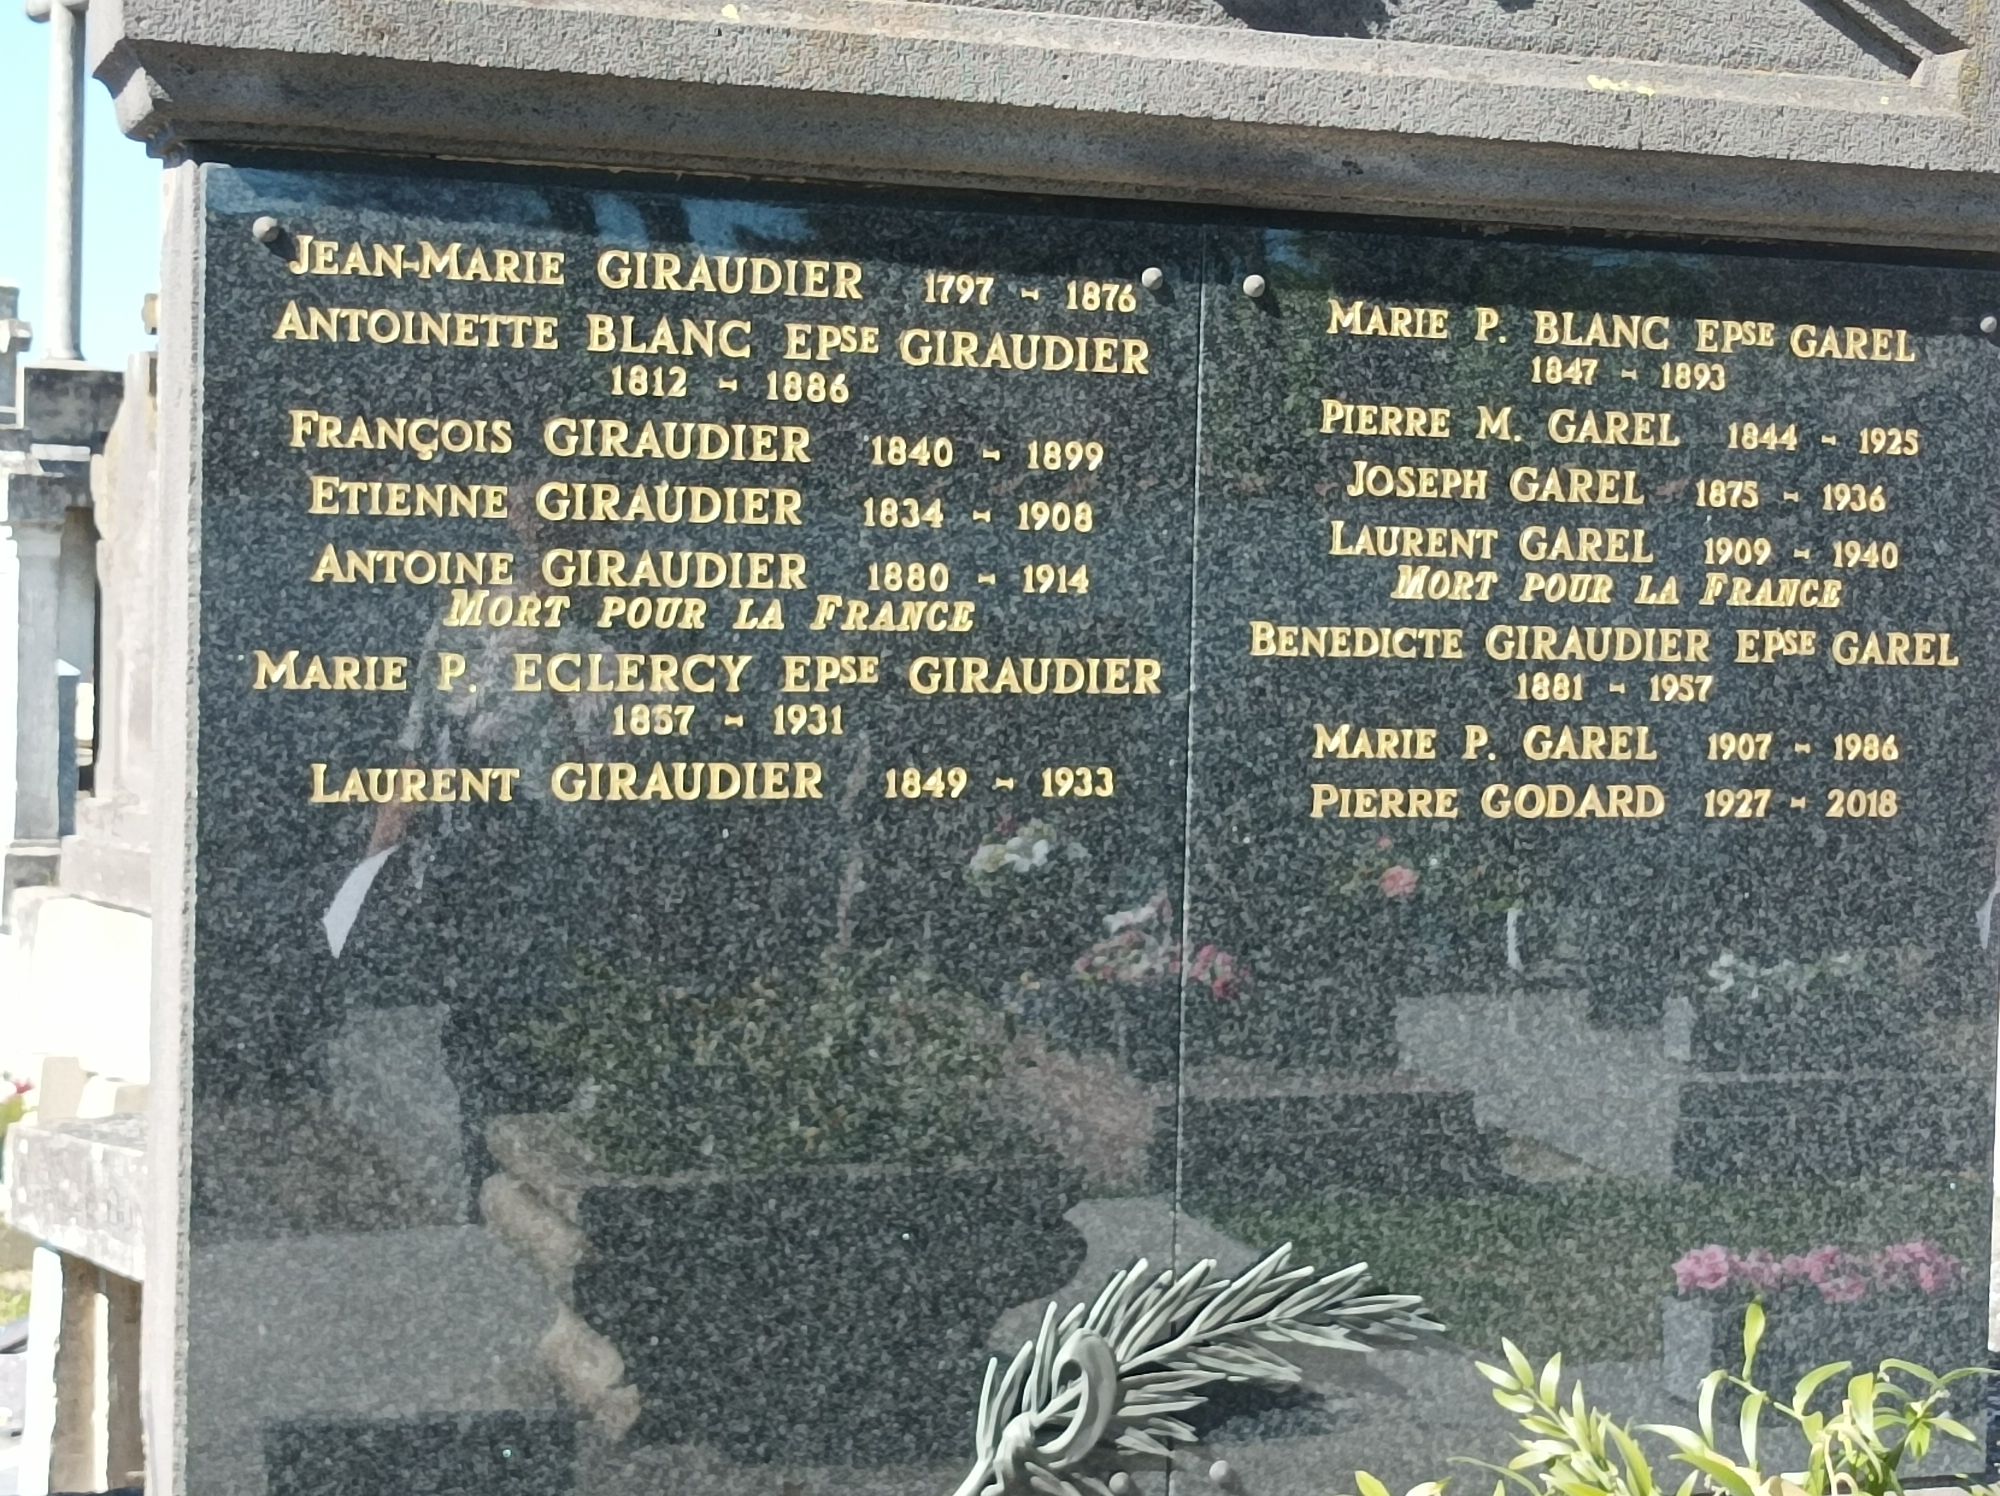 JEAN-MARIE GIRAUDIER 1797 - 1876
ANTOINETTE BLANC EPSE GIRAUDIER
1812 - 1886
FRANÇOIS GIRAUDIER 1840 - 1899
ETIENNE GIRAUDIER 1834 - 1908
ANTOINE GIRAUDIER 1880 - 1914
MORT POUR LA FRANCE
MARIE P. ECLERCY EPSE GIRAUDIER
1857 - 1931
LAURENT GIRAUDIER 1849 - 1933
MARIE P. BLANC EPSE GAREL
1847 - 1893
PIERRE M. GAREL 1844 - 1925
JOSEPH GAREL 1875 - 1936
LAURENT GAREL 1909 - 1940
MORT POUR LA FRANCE
BENEDICTE GIRAUDIER EPSE GAREL
1881 - 1957
MARIE P. GAREL 1907 - 1986
PIERRE GODARD 1927 - 2018